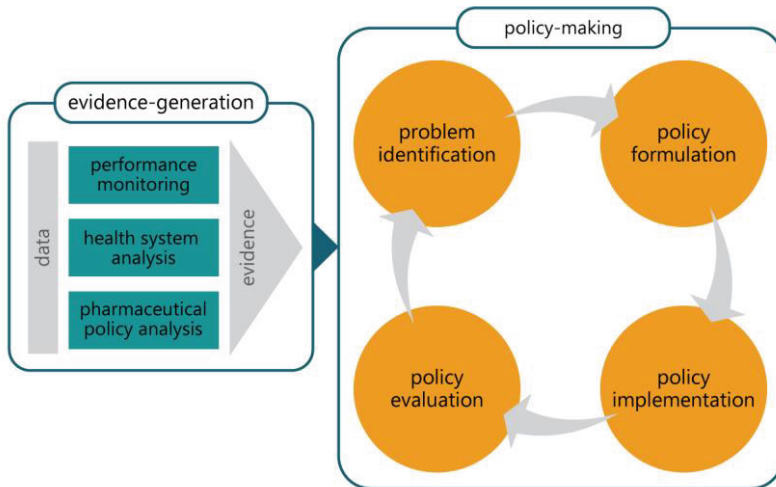 policy-making
evidence-generation
data
performance
monitoring
health system
analysis
pharmaceutical
policy analysis
evidence
problem
identification
policy
formulation
policy
evaluation
policy
implementation